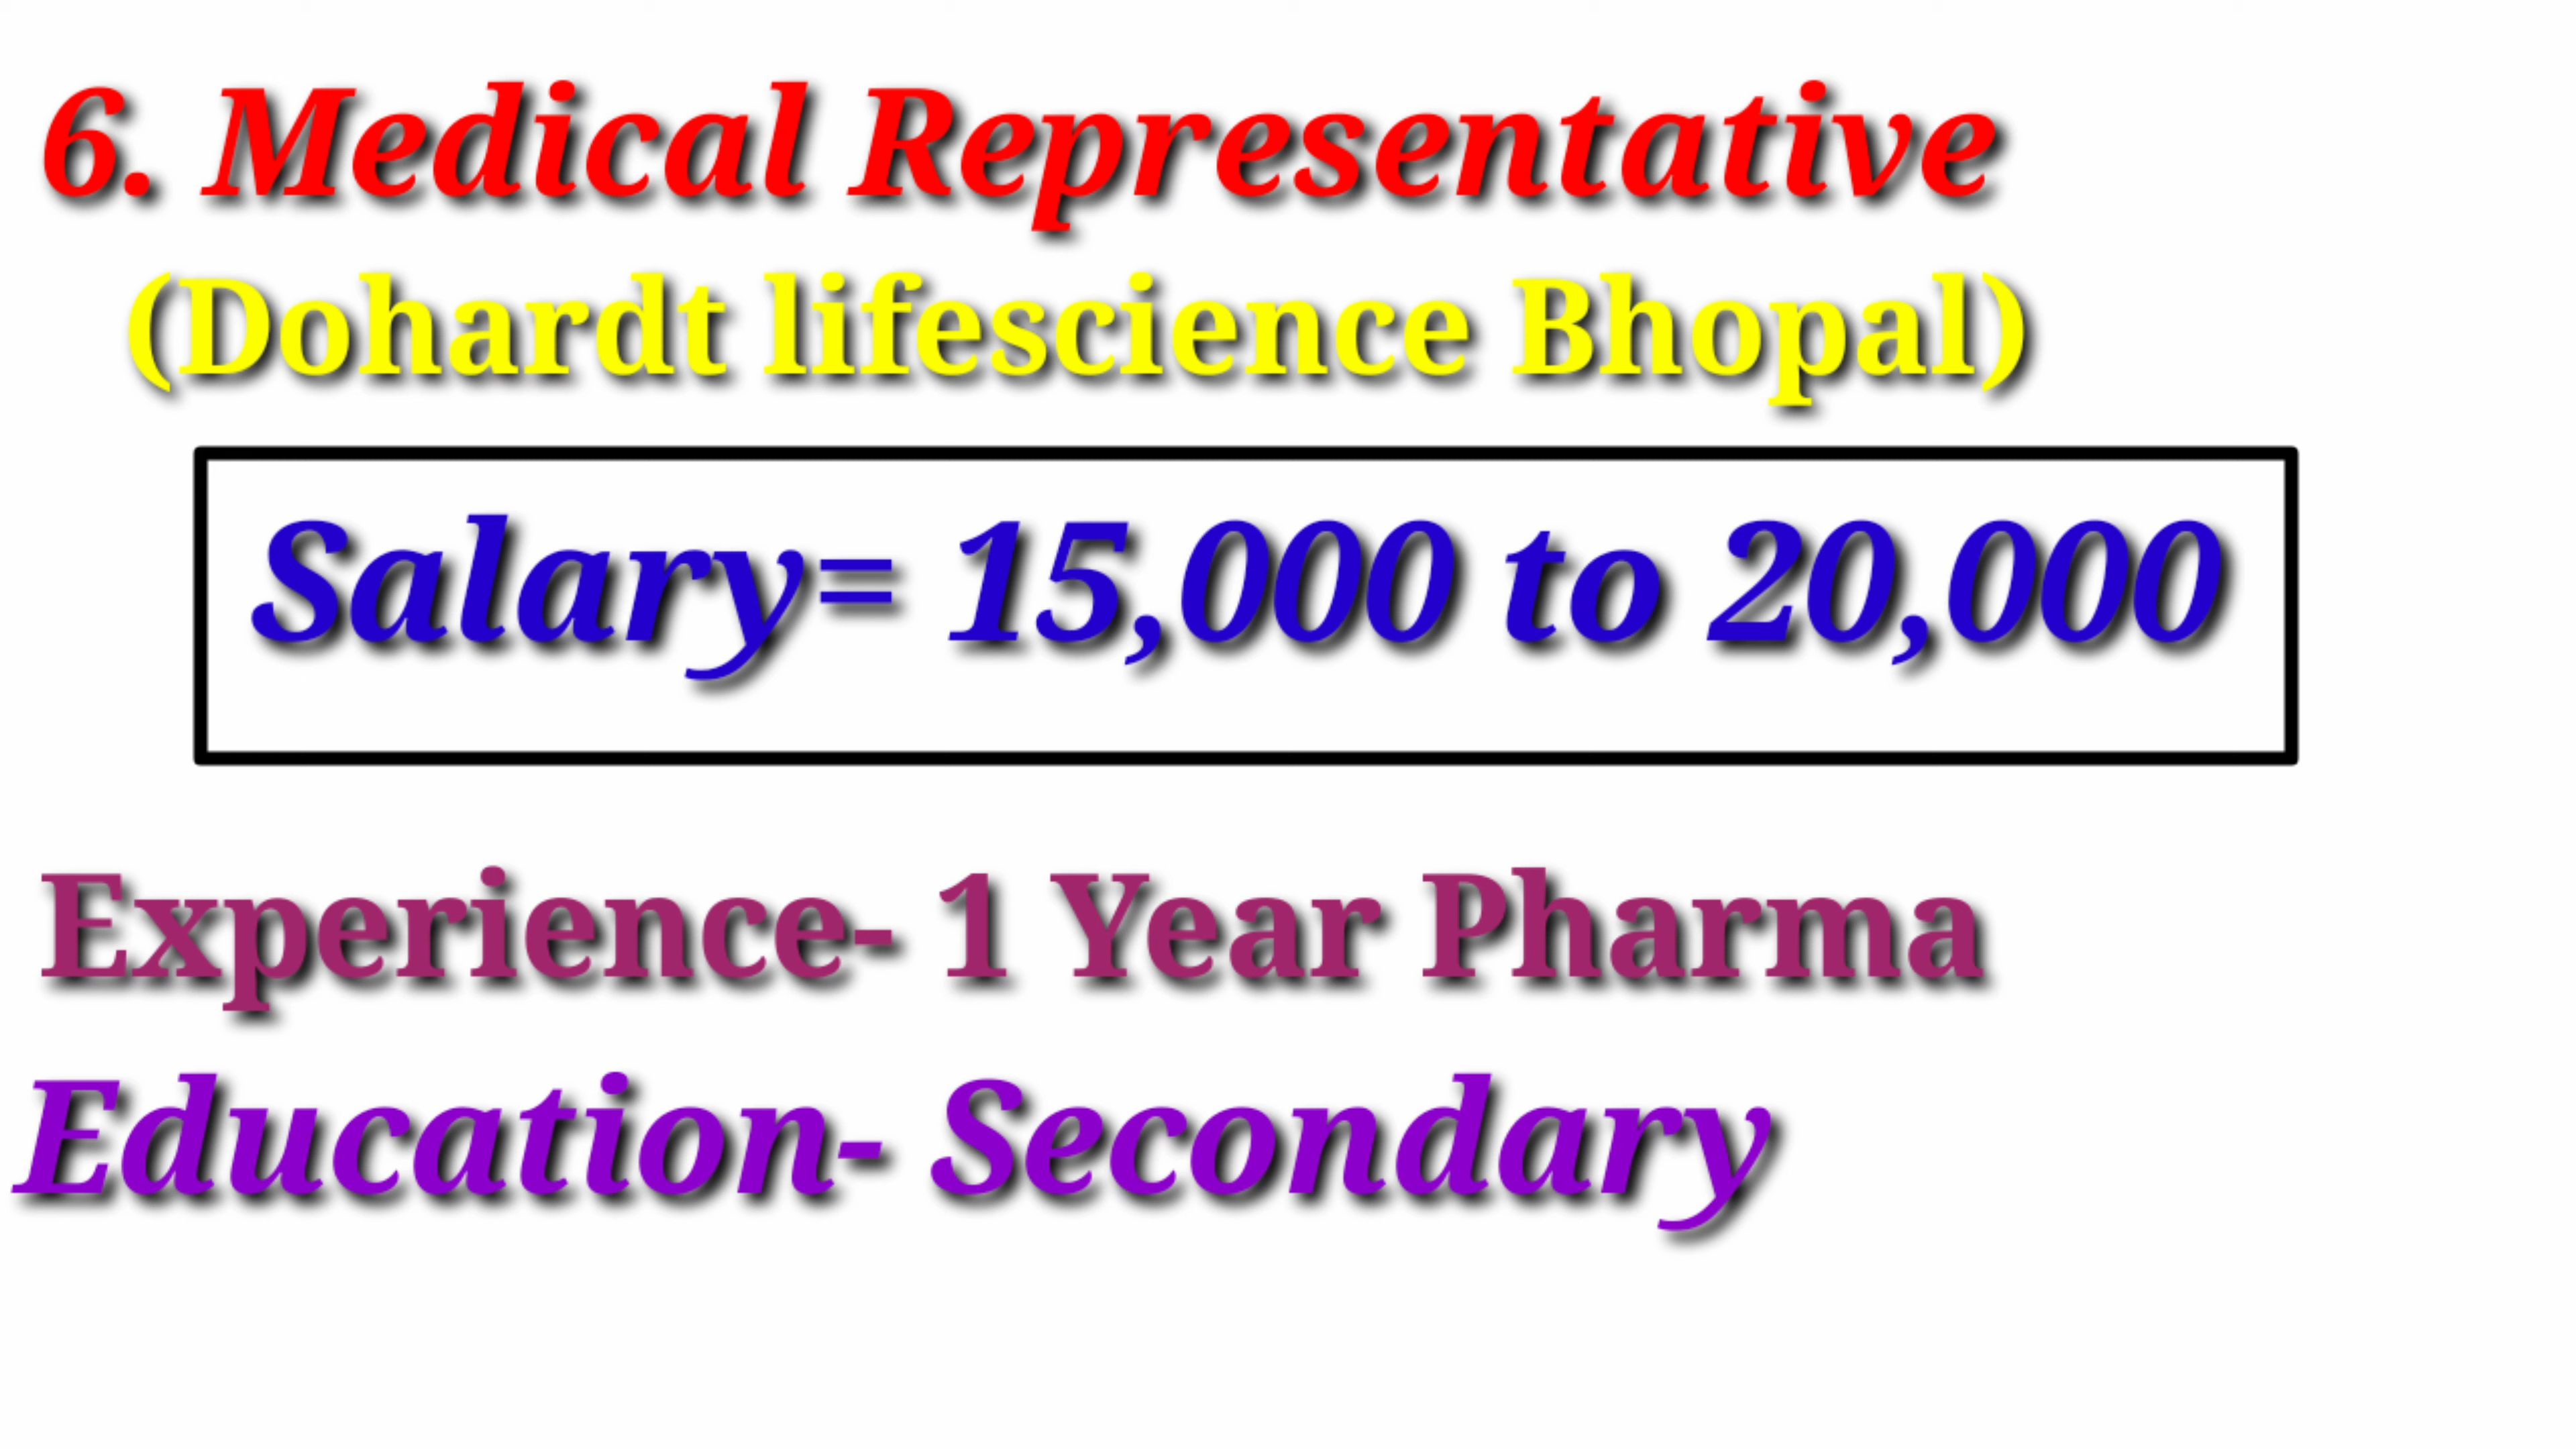 6. Medical Representative
(Dohardt lifescience Bhopal)
Salary= 15,000 to 20,000
Experience- 1 Year Pharma
Education- Secondary